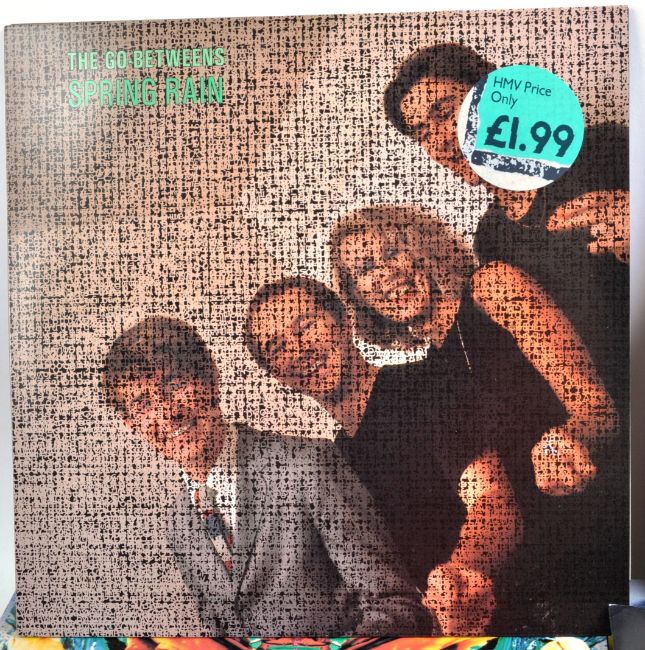 THE GO-BETWEENS
SPRING RAIN
HMV Price
Only
£1.99